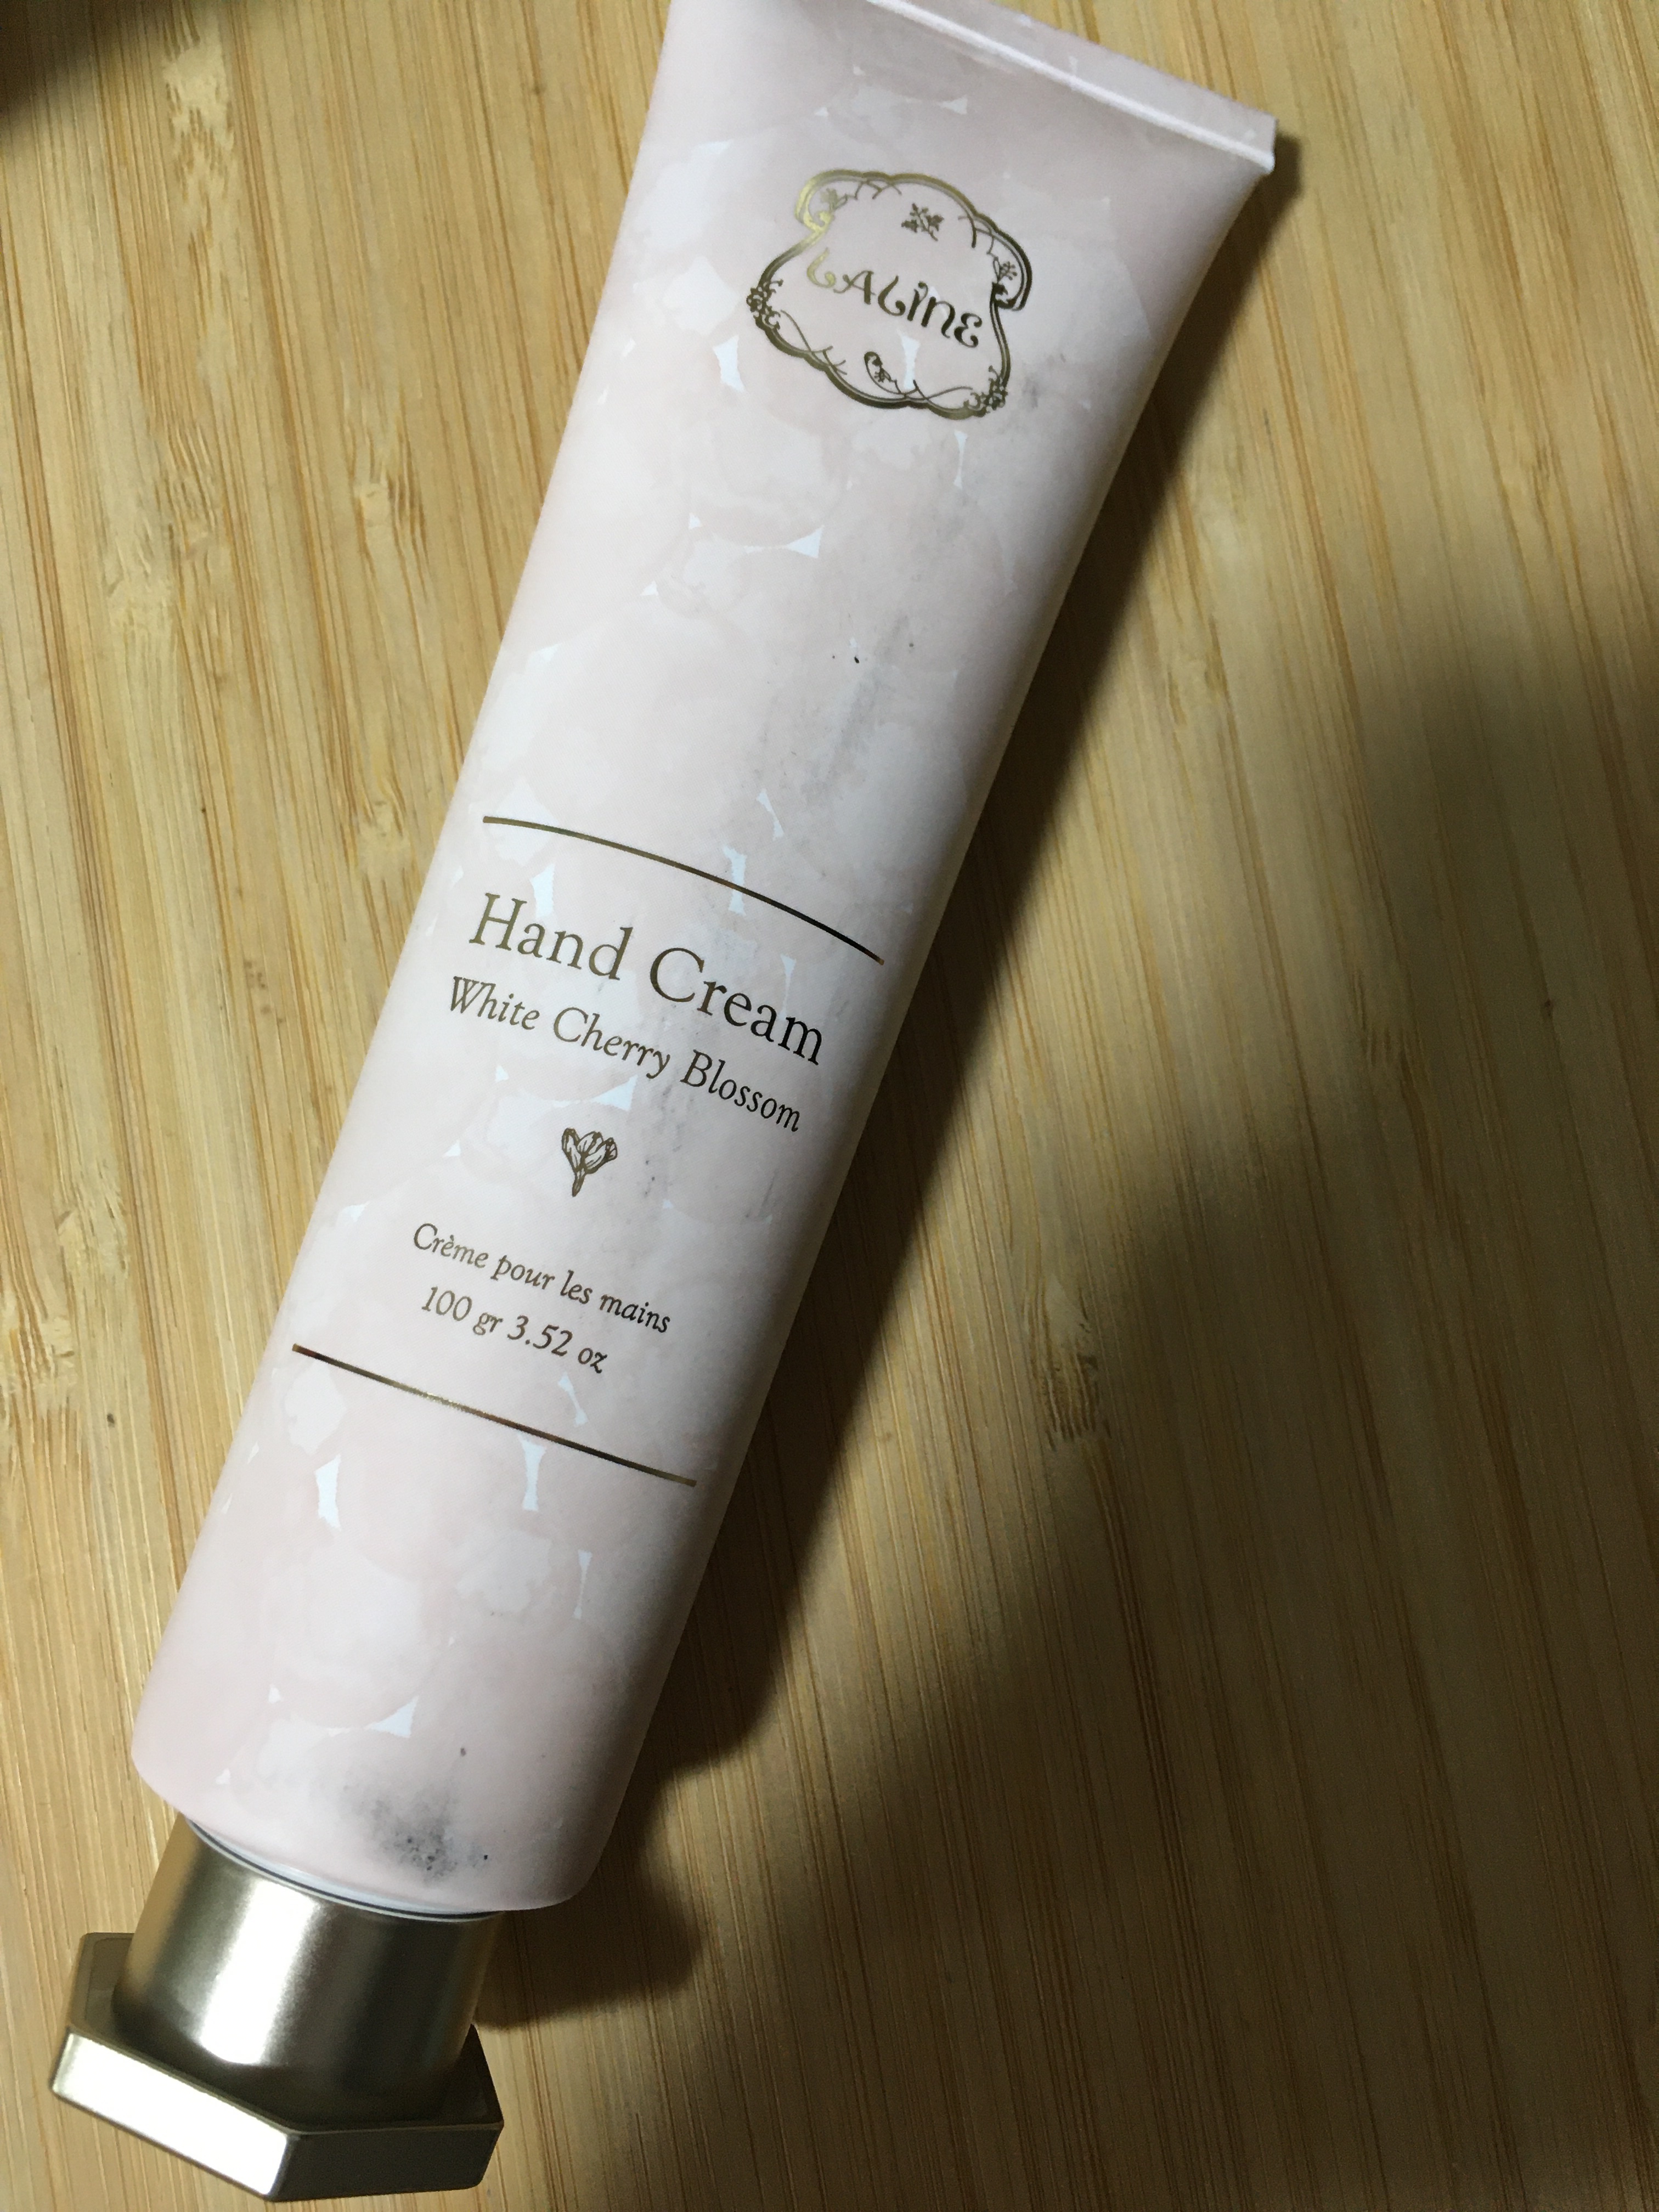 LALINE
Hand Cream
White Cherry Blossom
Crème pour les mains
100 gr 3.52 oz